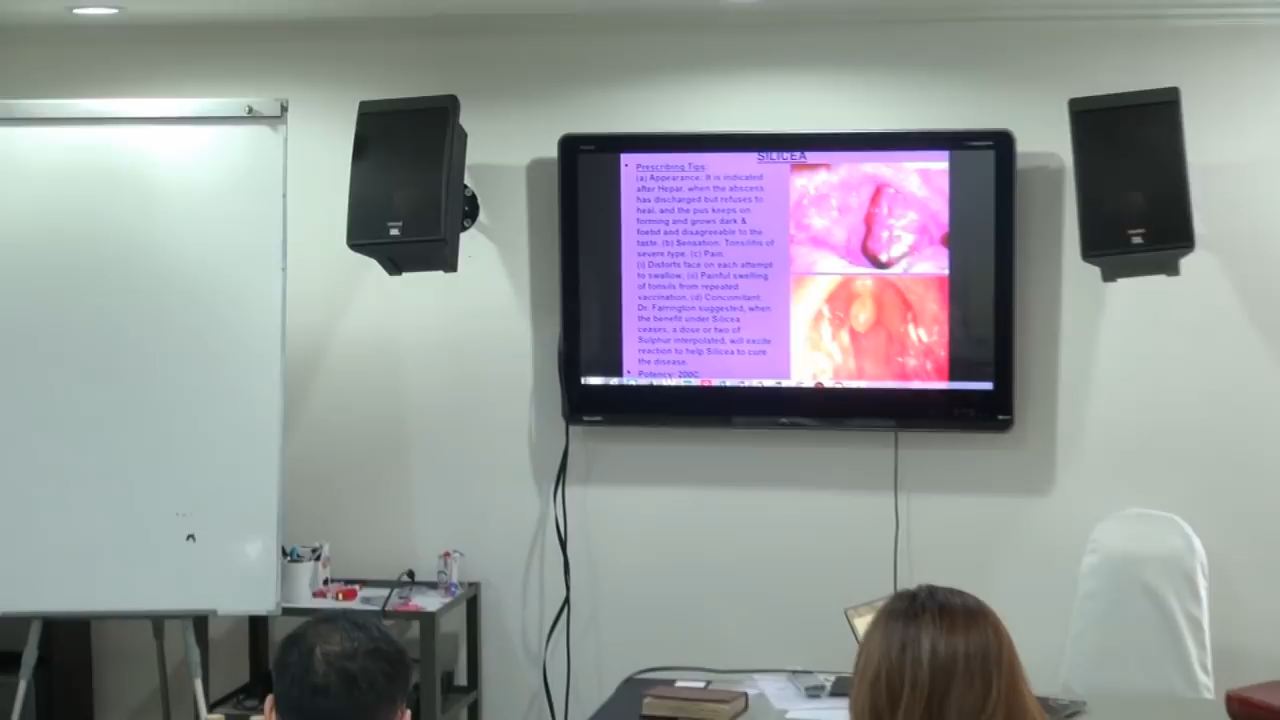 SILICEA
• Prescribing Tips:
(a) Appearance: It is indicated
after Hepar, when the abscess
has discharged but refuses to
heal, and the pus keeps on
forming and grows dark &
foetid and disagreeable to the
taste. (b) Sensation: Tonsilitis of
severe type. (c) Pain:
(i) Distorts face on each attempt
to swallow, (ii) Painful swelling
of tonsils from repeated
vaccination, (d) Concomitant:
Dr. Farrington suggested, when
the benefit under Silicea
ceases, a dose or two of
Sulphur interpolated, will excite
reaction to help Silicea to cure
the disease.
• Potency: 200C.
JBL
JBL